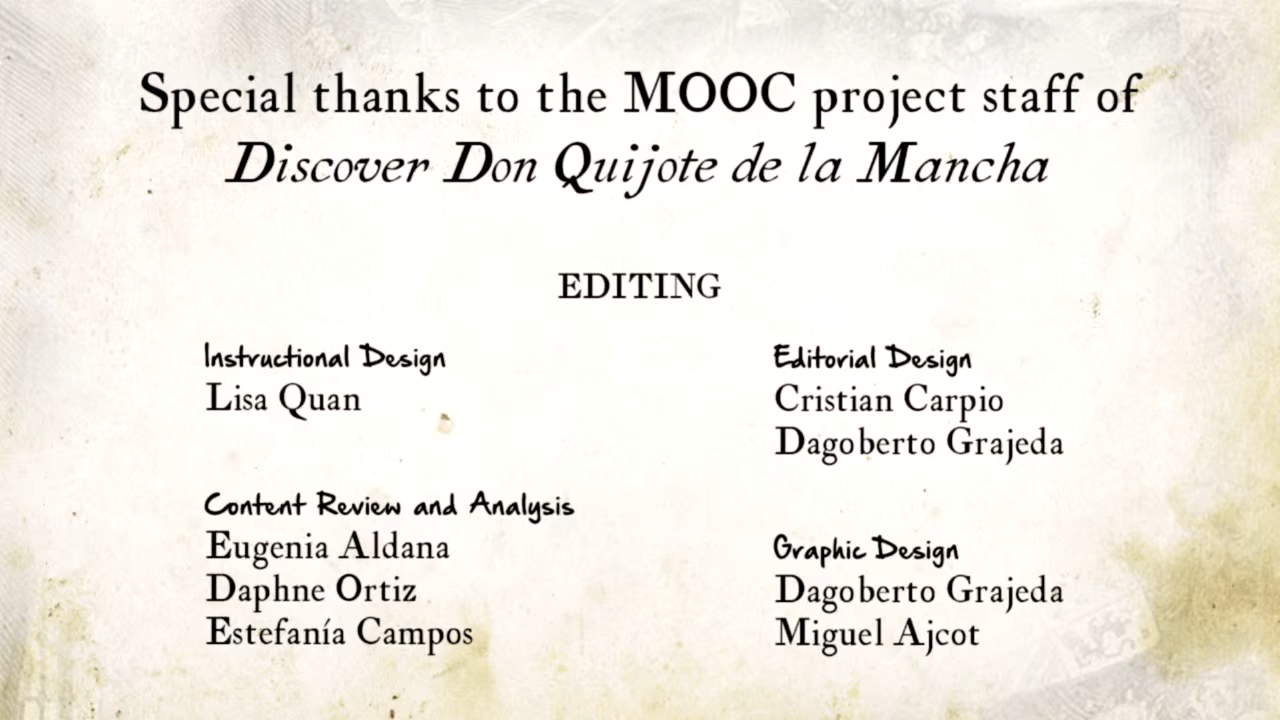 Special thanks to the MOOC project staff of
Discover Don Quijote de la Mancha
EDITING
Instructional Design
Lisa Quan
Content Review and Analysis
Eugenia Aldana
Daphne Ortiz
Estefanía Campos
Editorial Design
Cristian Carpio
Dagoberto Grajeda
Graphic Design
Dagoberto Grajeda
Miguel Ajcot